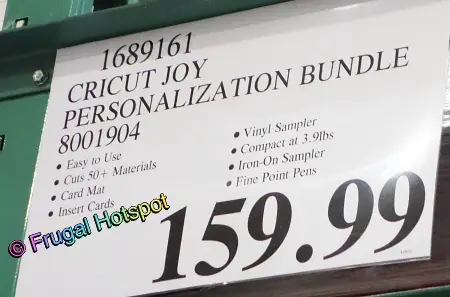 1689161
CRICUT JOY
PERSONALIZATION BUNDLE
8001904
• Easy to Use
• Cuts 50+ Materials
• Card Mat
• Insert Cards
• Vinyl Sampler
• Compact at 3.9lbs
• Iron-On Sampler
• Fine Point Pens
159.99
© Frugal Hotspot